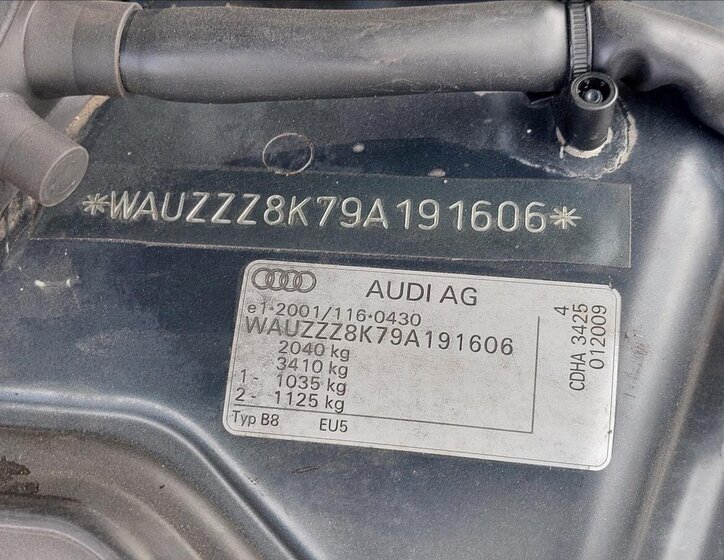 *WAUZZZ8K79A191606*
AUDI AG
e1*2001/116*0430
WAUZZZ8K79A191606
2040 kg
3410 kg
1 - 1035 kg
2 - 1125 kg
Typ B8 EU5
4
CDHA 3425
012009